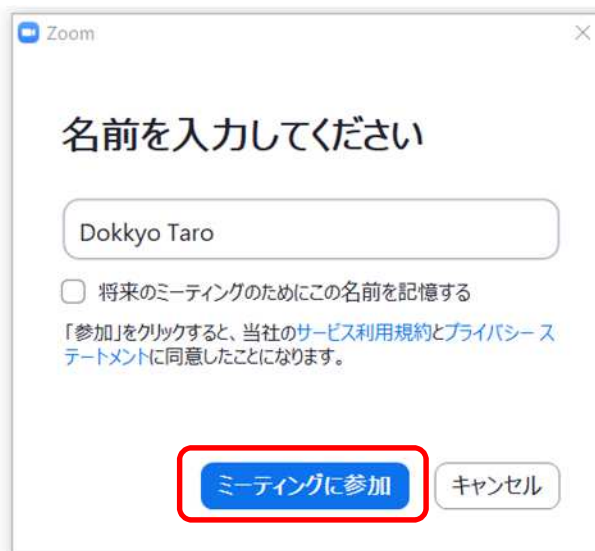 Zoom
名前を入力してください
Dokkyo Taro
将来のミーティングのためにこの名前を記憶する
「参加」をクリックすると、当社のサービス利用規約とプライバシー ス
テートメントに同意したことになります。
ミーティングに参加
キャンセル